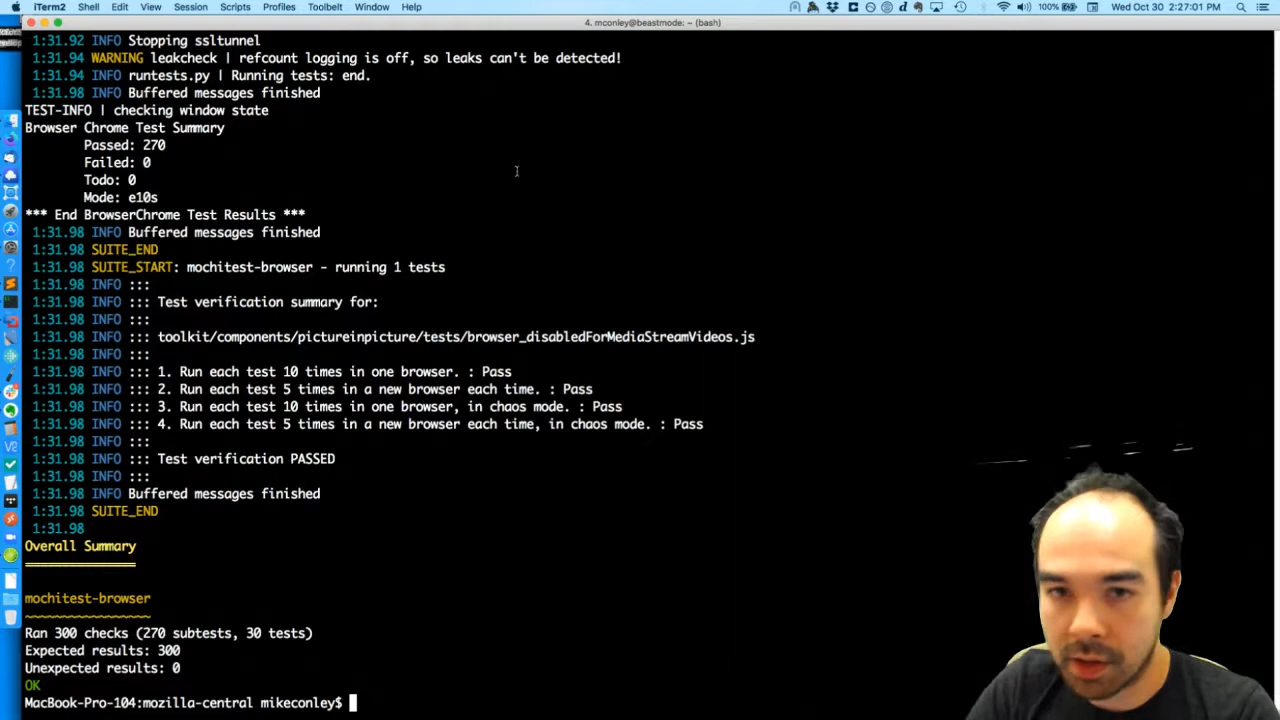 iTerm2 Shell Edit View Session Scripts Profiles Toolbelt Window Help 100% Wed Oct 30 2:27:01 PM
4. mconley@beastmode: ~ (bash)
1:31.92 INFO Stopping ssltunnel
1:31.94 WARNING leakcheck | refcount logging is off, so leaks can't be detected!
1:31.94 INFO runtests.py | Running tests: end.
1:31.98 INFO Buffered messages finished
TEST-INFO | checking window state
Browser Chrome Test Summary
Passed: 270
Failed: 0
Todo: 0
Mode: e10s
*** End BrowserChrome Test Results ***
1:31.98 INFO Buffered messages finished
1:31.98 SUITE_END
1:31.98 SUITE_START: mochitest-browser - running 1 tests
1:31.98 INFO :::
1:31.98 INFO ::: Test verification summary for:
1:31.98 INFO :::
1:31.98 INFO ::: toolkit/components/pictureinpicture/tests/browser_disabledForMediaStreamVideos.js
1:31.98 INFO :::
1:31.98 INFO ::: 1. Run each test 10 times in one browser. : Pass
1:31.98 INFO ::: 2. Run each test 5 times in a new browser each time. : Pass
1:31.98 INFO ::: 3. Run each test 10 times in one browser, in chaos mode. : Pass
1:31.98 INFO ::: 4. Run each test 5 times in a new browser each time, in chaos mode. : Pass
1:31.98 INFO :::
1:31.98 INFO ::: Test verification PASSED
1:31.98 INFO :::
1:31.98 INFO Buffered messages finished
1:31.98 SUITE_END
1:31.98
Overall Summary
===============
mochitest-browser
~~~~~~~~~~~~~~~~~
Ran 300 checks (270 subtests, 30 tests)
Expected results: 300
Unexpected results: 0
OK
MacBook-Pro-104:mozilla-central mikeconley$